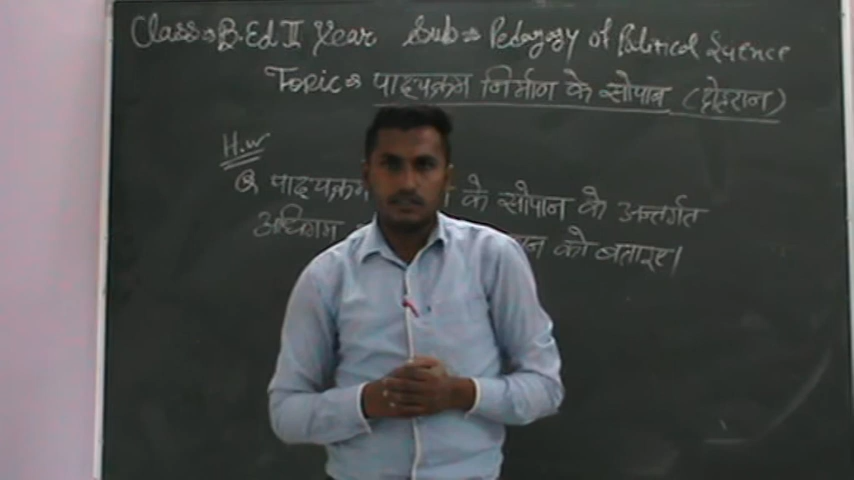 Class⇒ B.Ed II Year Sub⇒ Pedagogy of Political Science
Topic⇒ पाठ्यक्रम निर्माण के सोपान (दोहरान)
H.W
Q पाठ्यक्रम के सोपान के अन्तर्गत
अधिगम को बताइए।